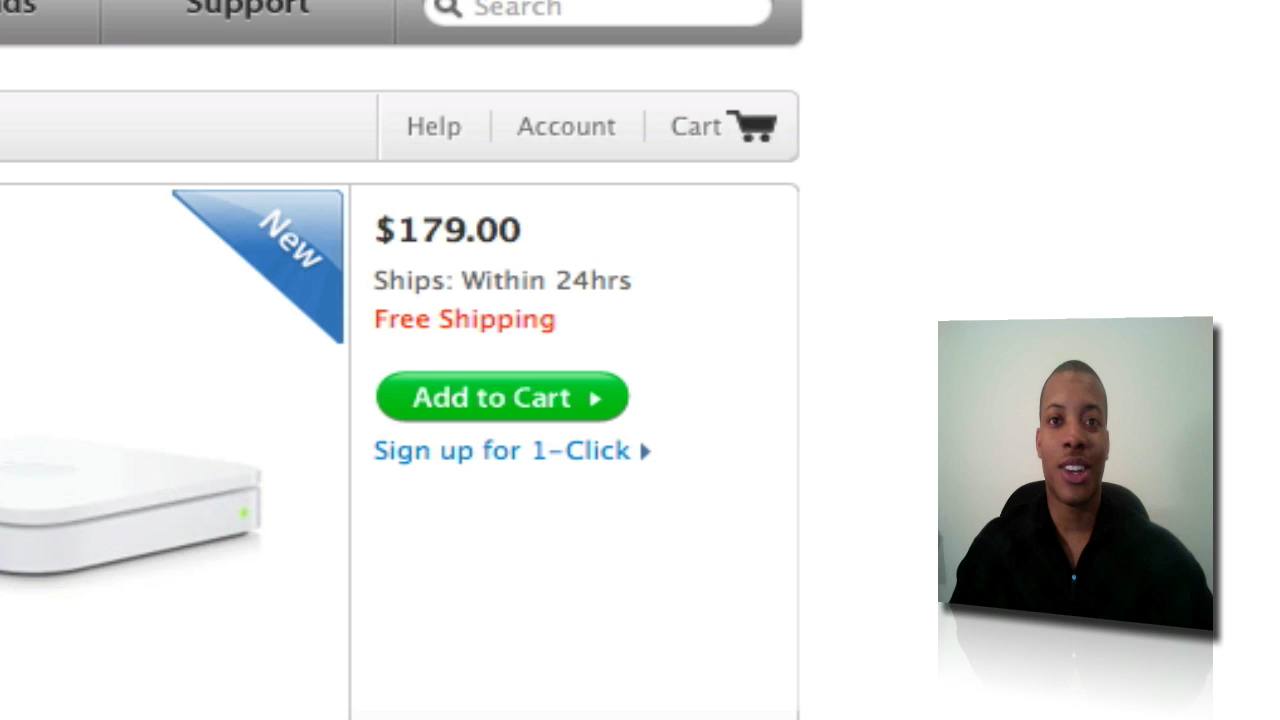 Support
Search
Help
Account
Cart
New
$179.00
Ships: Within 24hrs
Free Shipping
Add to Cart
Sign up for 1-Click